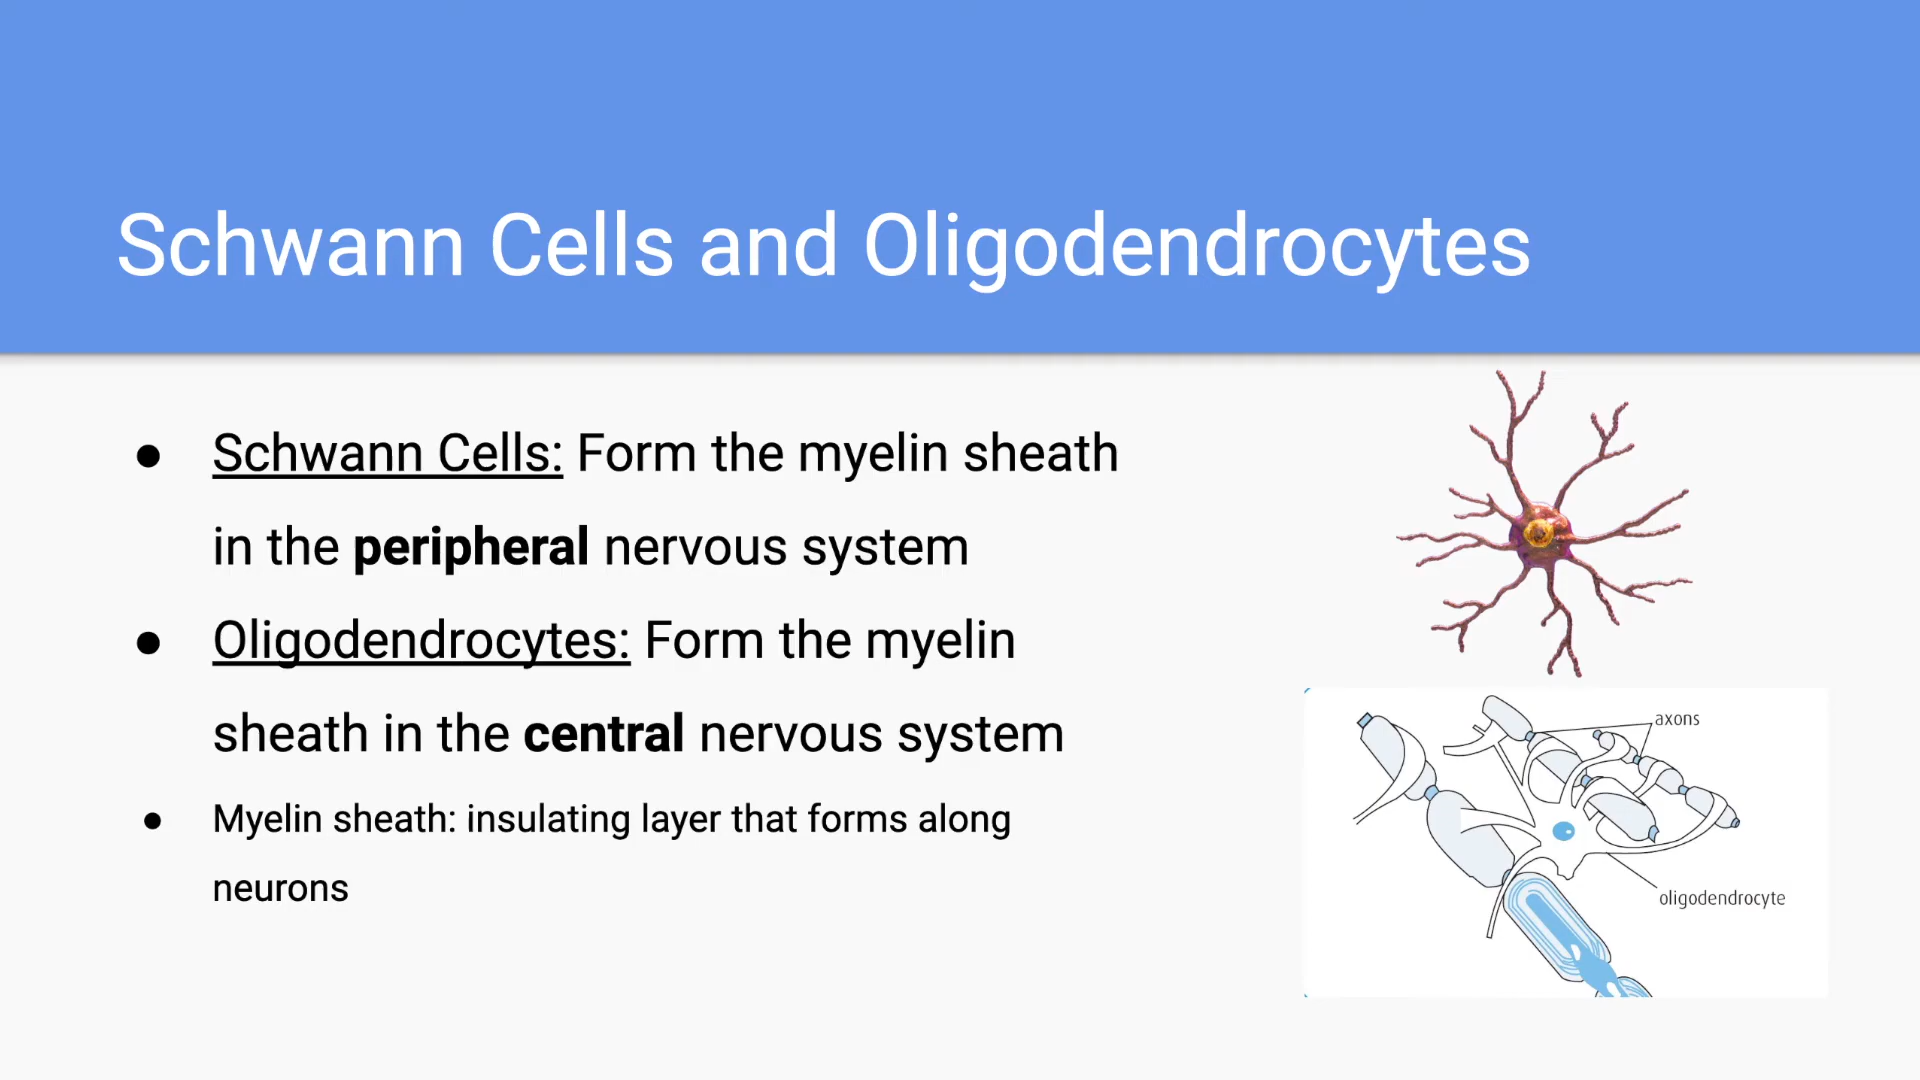 Schwann Cells and Oligodendrocytes
● Schwann Cells: Form the myelin sheath
in the peripheral nervous system
● Oligodendrocytes: Form the myelin
sheath in the central nervous system
● Myelin sheath: insulating layer that forms along
neurons
axons
oligodendrocyte